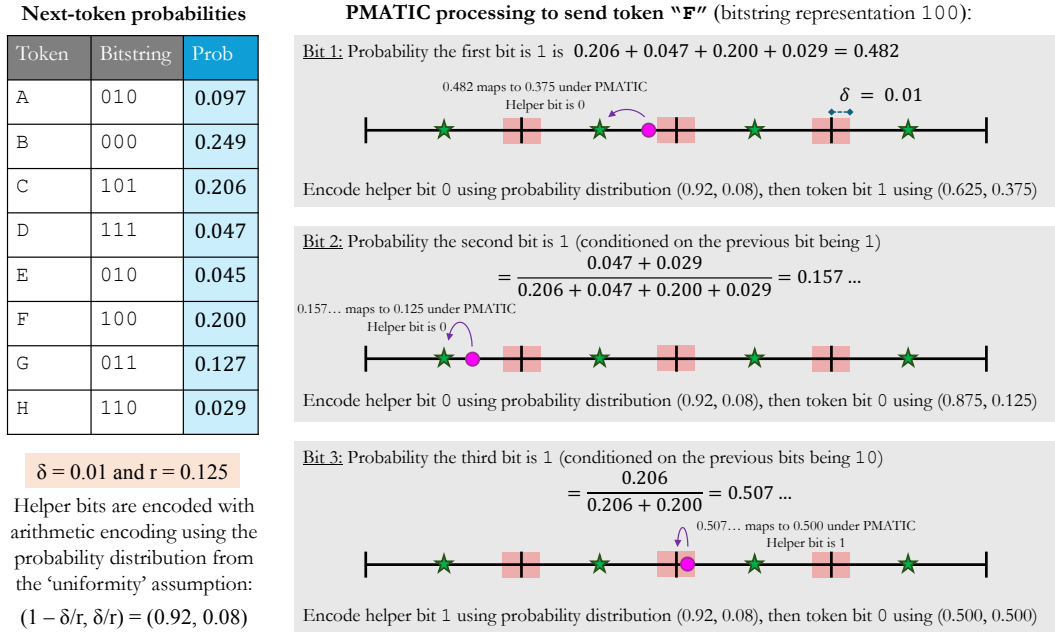 Next-token probabilities
Token Bitstring Prob
A 010 0.097
B 000 0.249
C 101 0.206
D 111 0.047
E 010 0.045
F 100 0.200
G 011 0.127
H 110 0.029
δ = 0.01 and r = 0.125
Helper bits are encoded with
arithmetic encoding using the
probability distribution from
the ‘uniformity’ assumption:
(1 – δ/r, δ/r) = (0.92, 0.08)
PMATIC processing to send token “F” (bitstring representation 100):
Bit 1: Probability the first bit is 1 is 0.206 + 0.047 + 0.200 + 0.029 = 0.482
0.482 maps to 0.375 under PMATIC
Helper bit is 0
δ = 0.01
Encode helper bit 0 using probability distribution (0.92, 0.08), then token bit 1 using (0.625, 0.375)
Bit 2: Probability the second bit is 1 (conditioned on the previous bit being 1)
0.047 + 0.029
= 0.206 + 0.047 + 0.200 + 0.029 = 0.157 ...
0.157... maps to 0.125 under PMATIC
Helper bit is 0
Encode helper bit 0 using probability distribution (0.92, 0.08), then token bit 0 using (0.875, 0.125)
Bit 3: Probability the third bit is 1 (conditioned on the previous bits being 10)
0.206
= 0.206 + 0.200 = 0.507 ...
0.507... maps to 0.500 under PMATIC
Helper bit is 1
Encode helper bit 1 using probability distribution (0.92, 0.08), then token bit 0 using (0.500, 0.500)